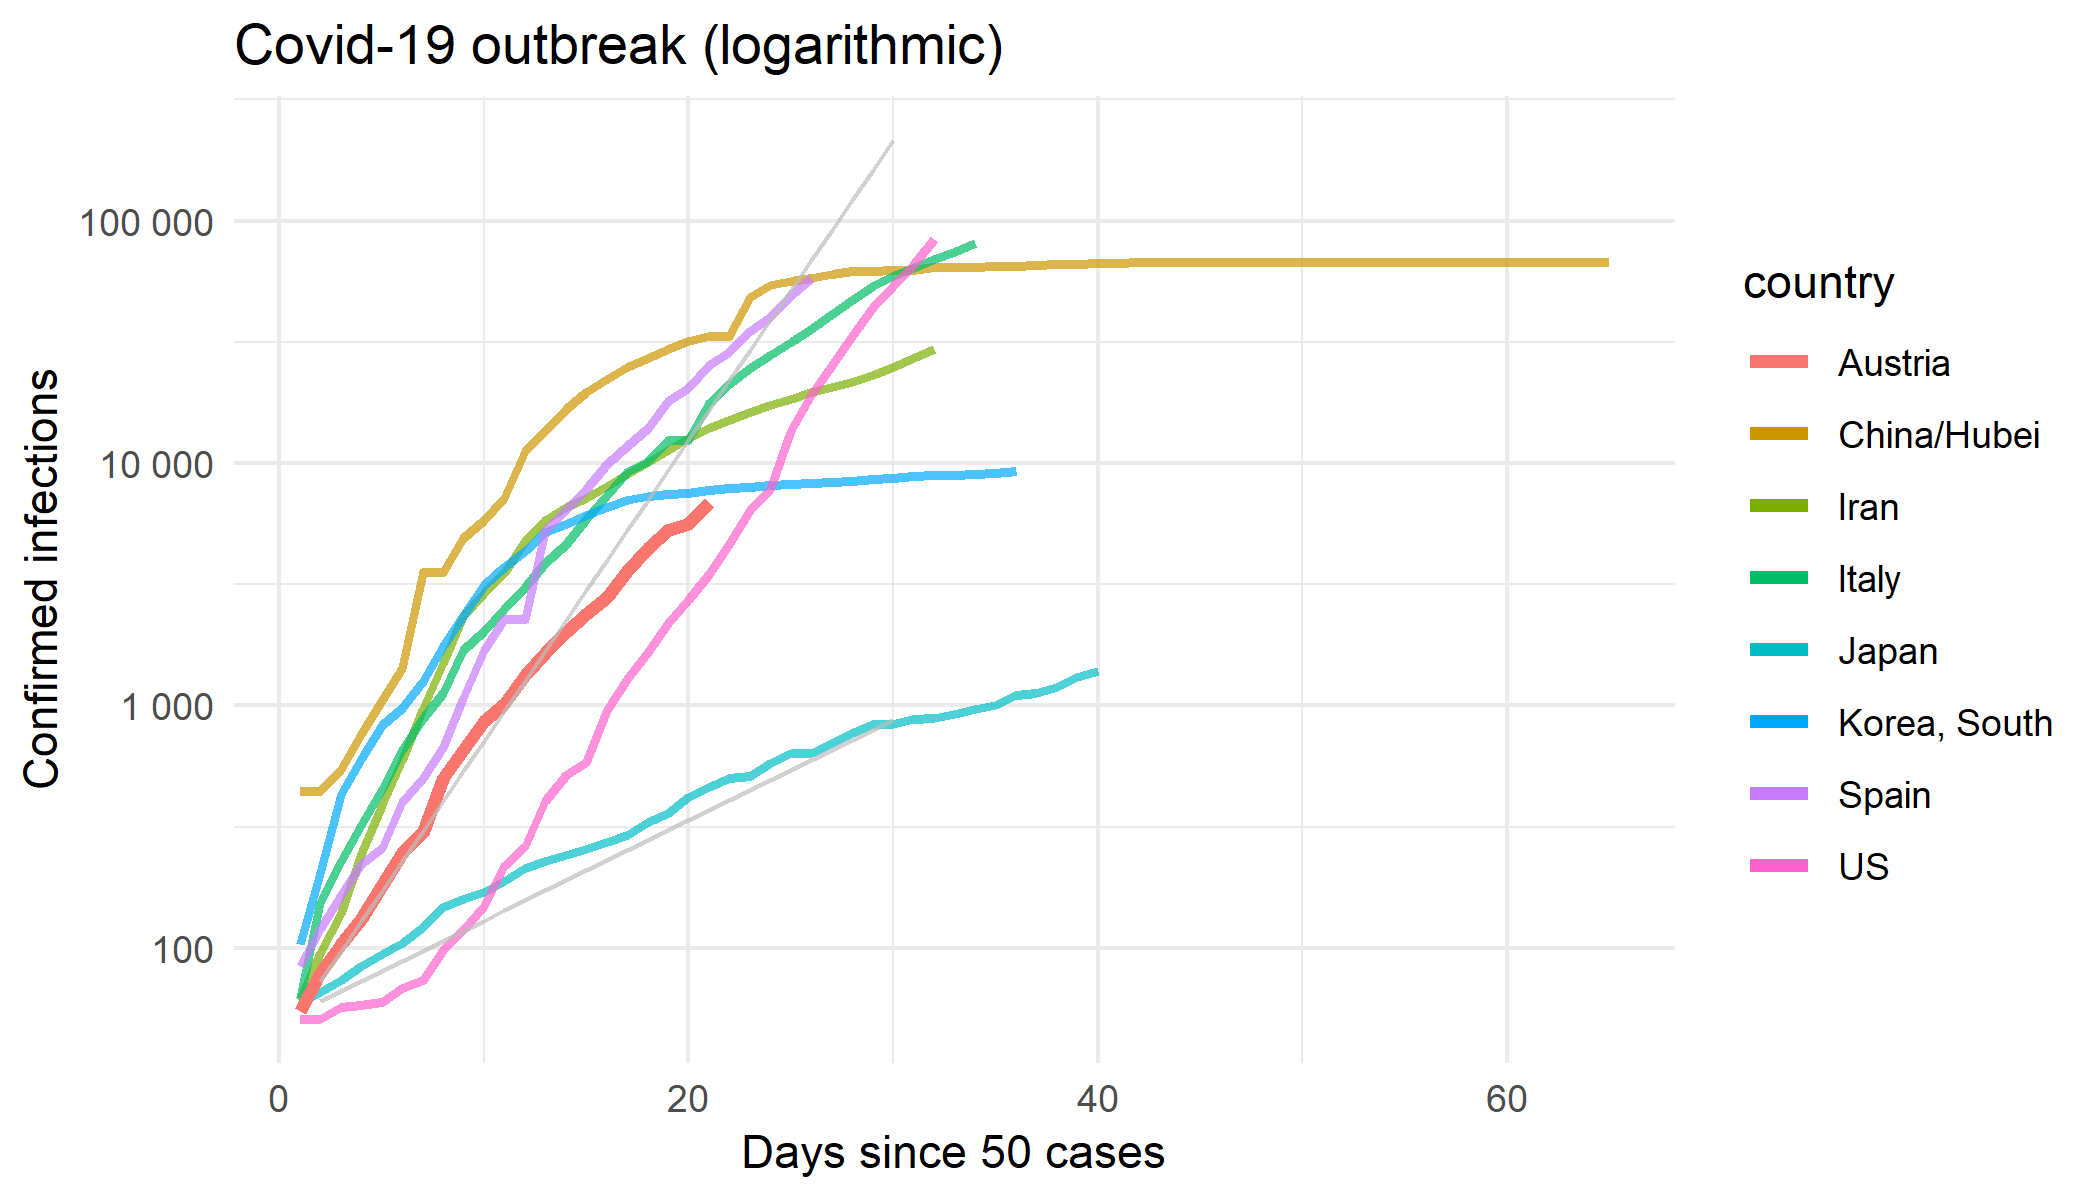 Covid-19 outbreak (logarithmic)
100 000
10 000
1 000
100
Confirmed infections
0 20 40 60
Days since 50 cases
country
Austria
China/Hubei
Iran
Italy
Japan
Korea, South
Spain
US